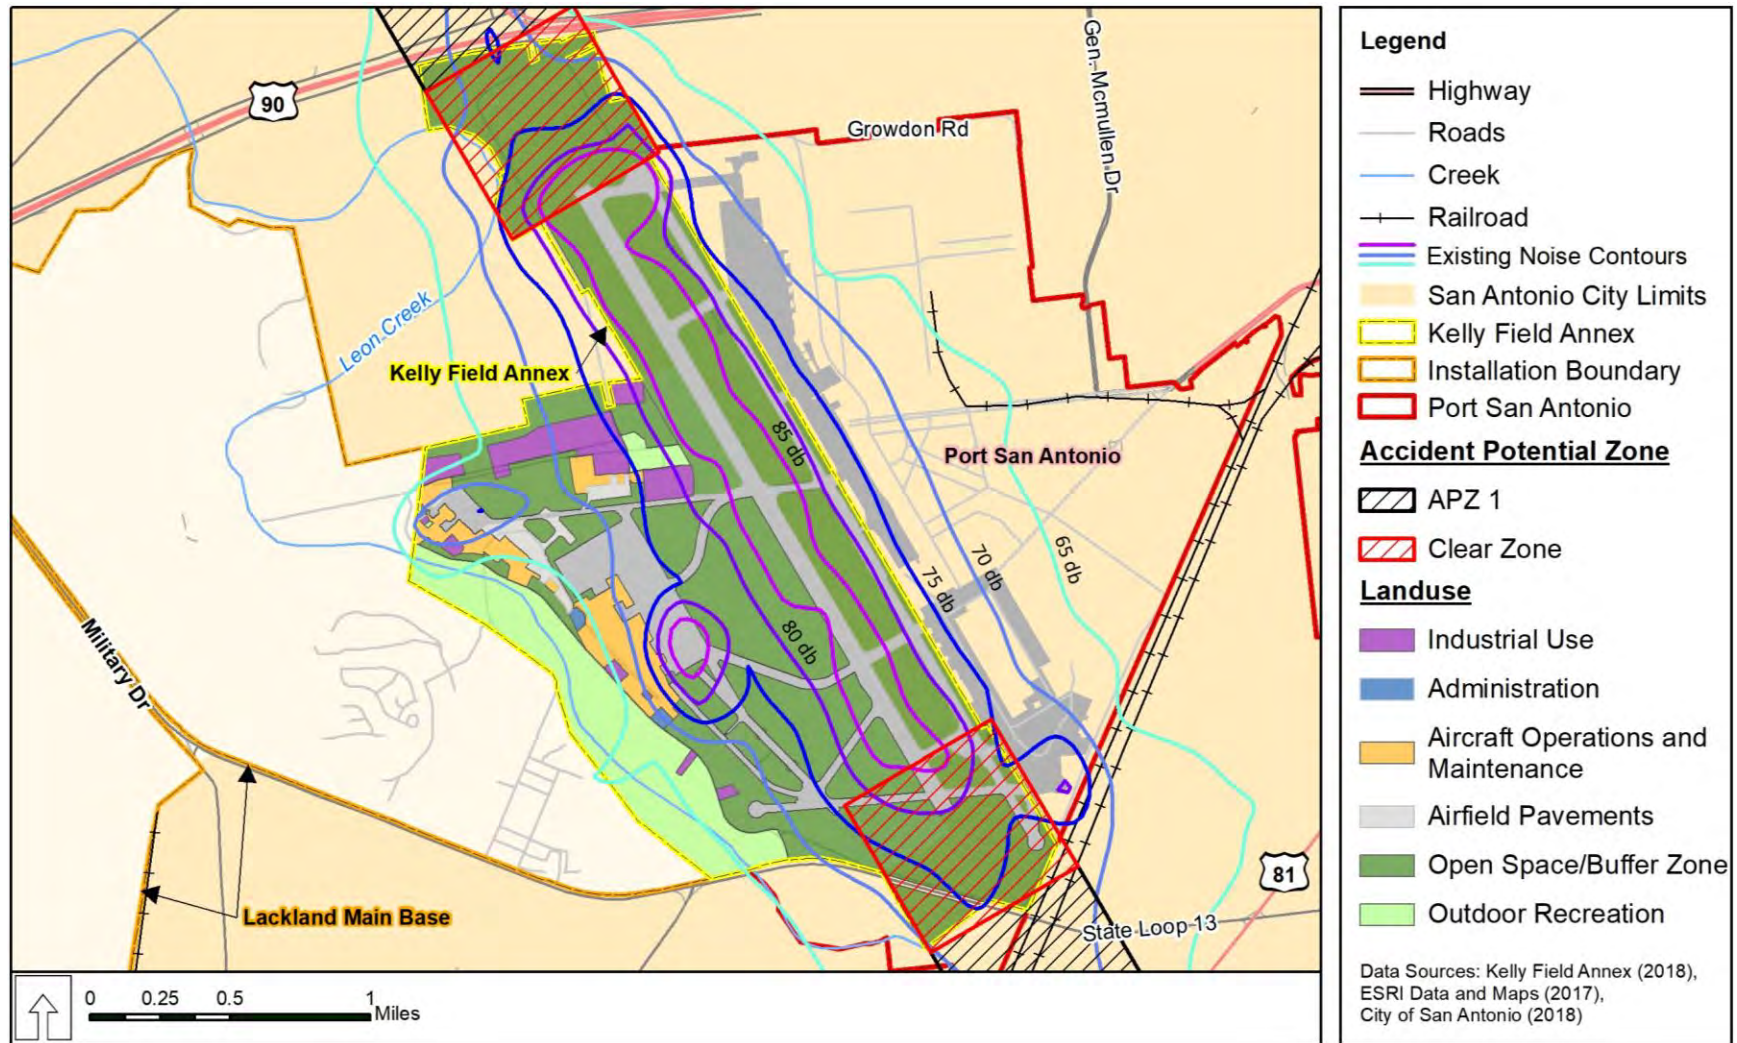 90
Gen. Mcmullen Dr
Growdon Rd
Leon Creek
Kelly Field Annex
85 db
Port San Antonio
65 db
70 db
75 db
80 db
Military Dr
81
Lackland Main Base
State Loop 13
0 0.25 0.5 1
Miles
Legend
Highway
Roads
Creek
Railroad
Existing Noise Contours
San Antonio City Limits
Kelly Field Annex
Installation Boundary
Port San Antonio
Accident Potential Zone
APZ 1
Clear Zone
Landuse
Industrial Use
Administration
Aircraft Operations and
Maintenance
Airfield Pavements
Open Space/Buffer Zone
Outdoor Recreation
Data Sources: Kelly Field Annex (2018),
ESRI Data and Maps (2017),
City of San Antonio (2018)